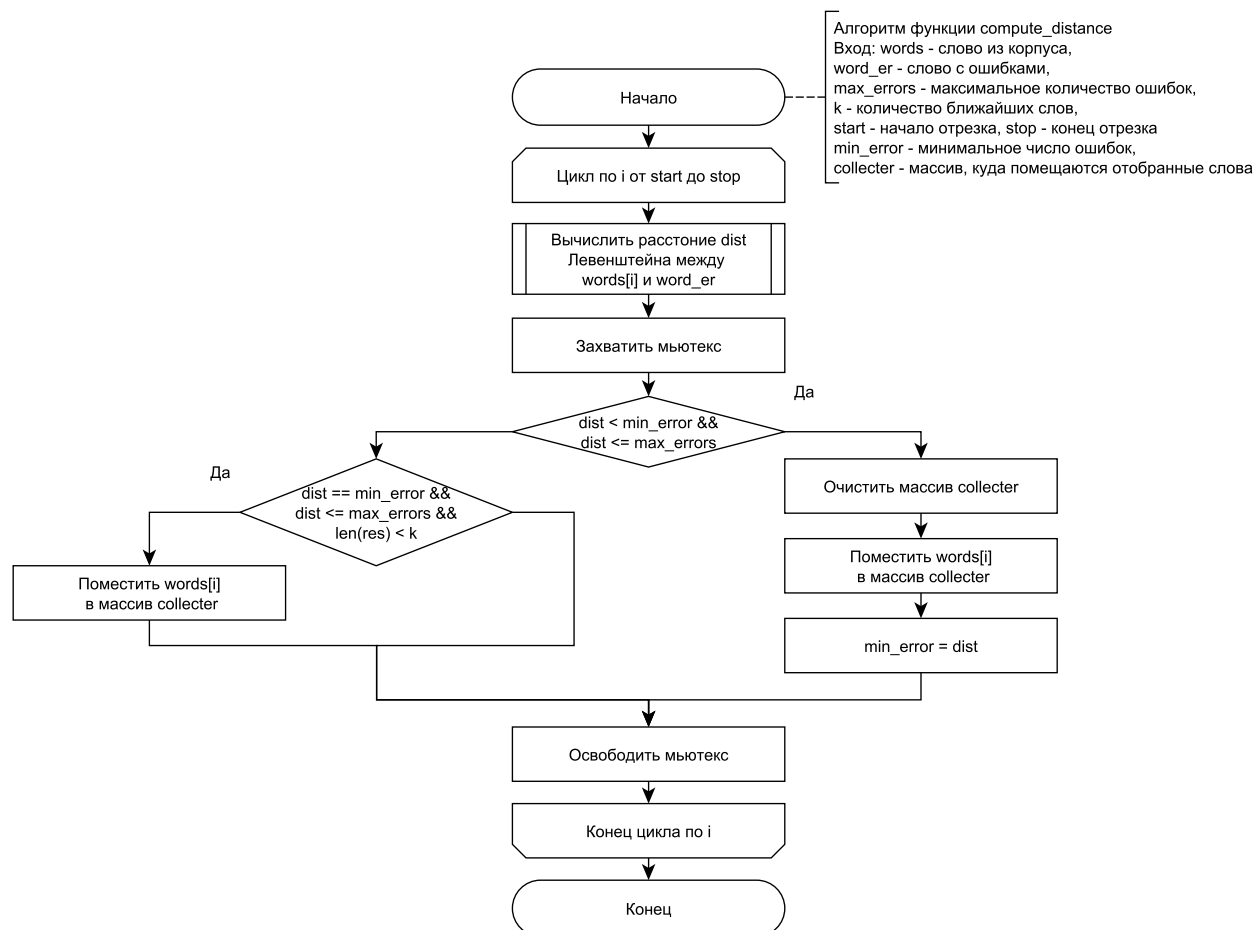 Алгоритм функции compute_distance
Вход: words - слово из корпуса,
word_er - слово с ошибками,
max_errors - максимальное количество ошибок,
k - количество ближайших слов,
start - начало отрезка, stop - конец отрезка
min_error - минимальное число ошибок,
collecter - массив, куда помещаются отобранные слова
Начало
Цикл по i от start до stop
Вычислить расстоние dist
Левенштейна между
words[i] и word_er
Захватить мьютекс
Да
dist < min_error &&
dist <= max_errors
Да
dist == min_error &&
dist <= max_errors &&
len(res) < k
Очистить массив collecter
Поместить words[i]
в массив collecter
Поместить words[i]
в массив collecter
min_error = dist
Освободить мьютекс
Конец цикла по i
Конец